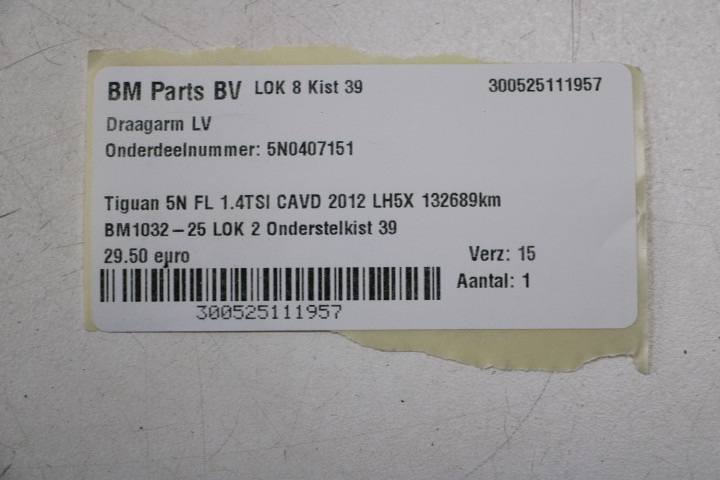 BM Parts BV LOK 8 Kist 39 300525111957
Draagarm LV
Onderdeelnummer: 5N0407151
Tiguan 5N FL 1.4TSI CAVD 2012 LH5X 132689km
BM1032-25 LOK 2 Onderstelkist 39
29.50 euro Verz: 15
Aantal: 1
300525111957